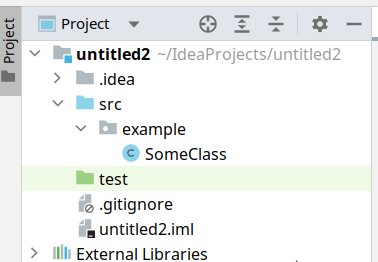 Project
Project
untitled2 ~/IdeaProjects/untitled2
.idea
src
example
C SomeClass
test
.gitignore
untitled2.iml
External Libraries